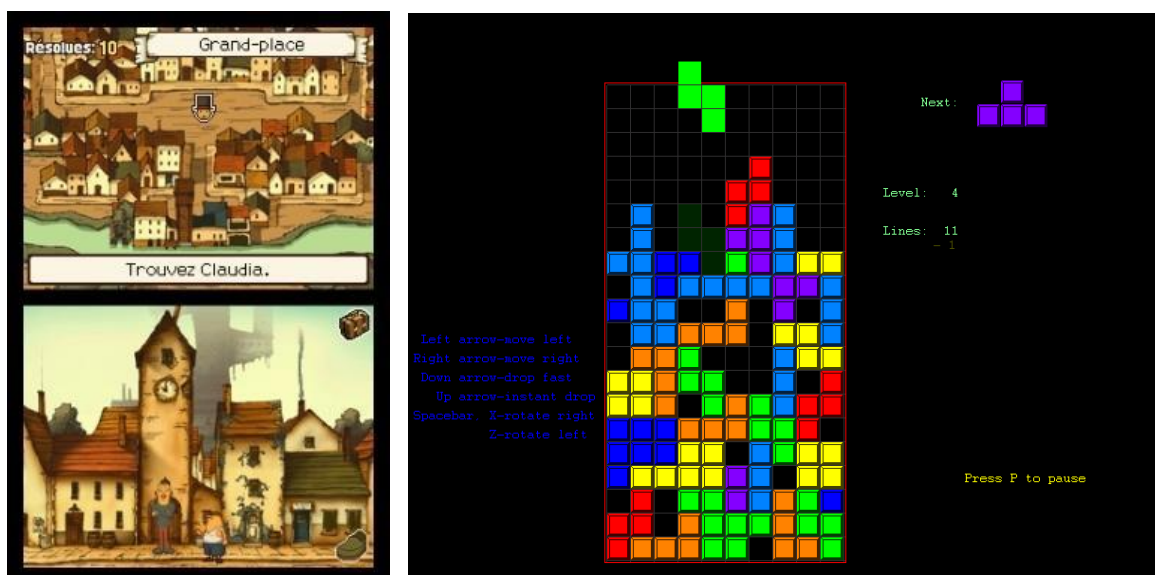 Résolues: 10
Grand-place
Trouvez Claudia.
Next:
Level: 4
Lines: 11
- 1
Left arrow-move left
Right arrow-move right
Down arrow-drop fast
Up arrow-instant drop
Spacebar, X-rotate right
Z-rotate left
Press P to pause